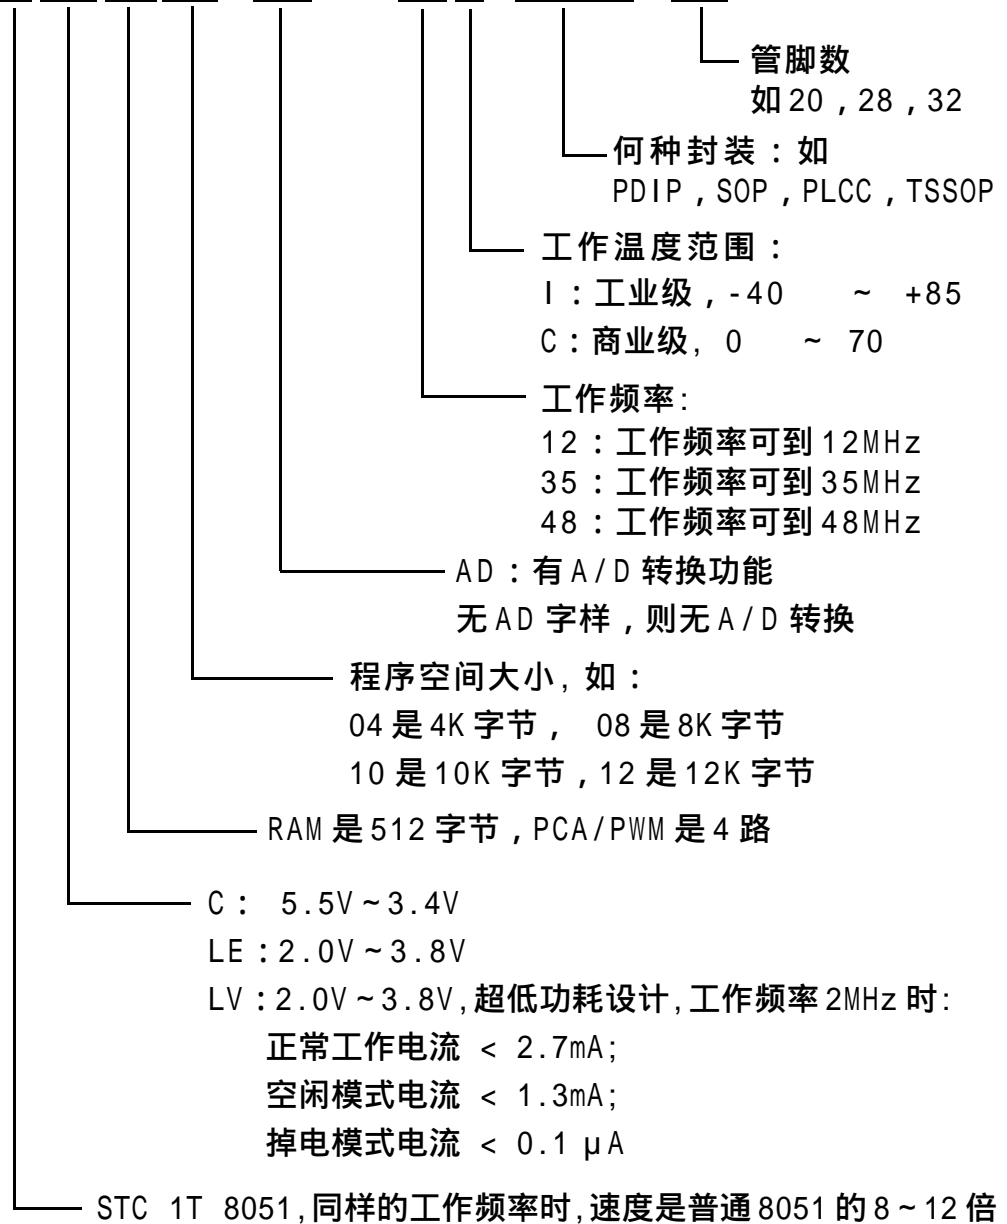 管脚数
如20，28，32
何种封装：如
PDIP，SOP，PLCC，TSSOP
工作温度范围：
I：工业级，-40 ~ +85
C：商业级, 0 ~ 70
工作频率:
12：工作频率可到12MHz
35：工作频率可到35MHz
48：工作频率可到48MHz
AD：有A/D转换功能
无AD字样，则无A/D转换
程序空间大小, 如：
04是4K字节， 08是8K字节
10是10K字节，12是12K字节
RAM是512字节，PCA/PWM是4路
C： 5.5V~3.4V
LE：2.0V~3.8V
LV：2.0V~3.8V,超低功耗设计,工作频率2MHz时:
正常工作电流 < 2.7mA;
空闲模式电流 < 1.3mA;
掉电模式电流 < 0.1 μA
STC 1T 8051,同样的工作频率时,速度是普通8051的8~12倍